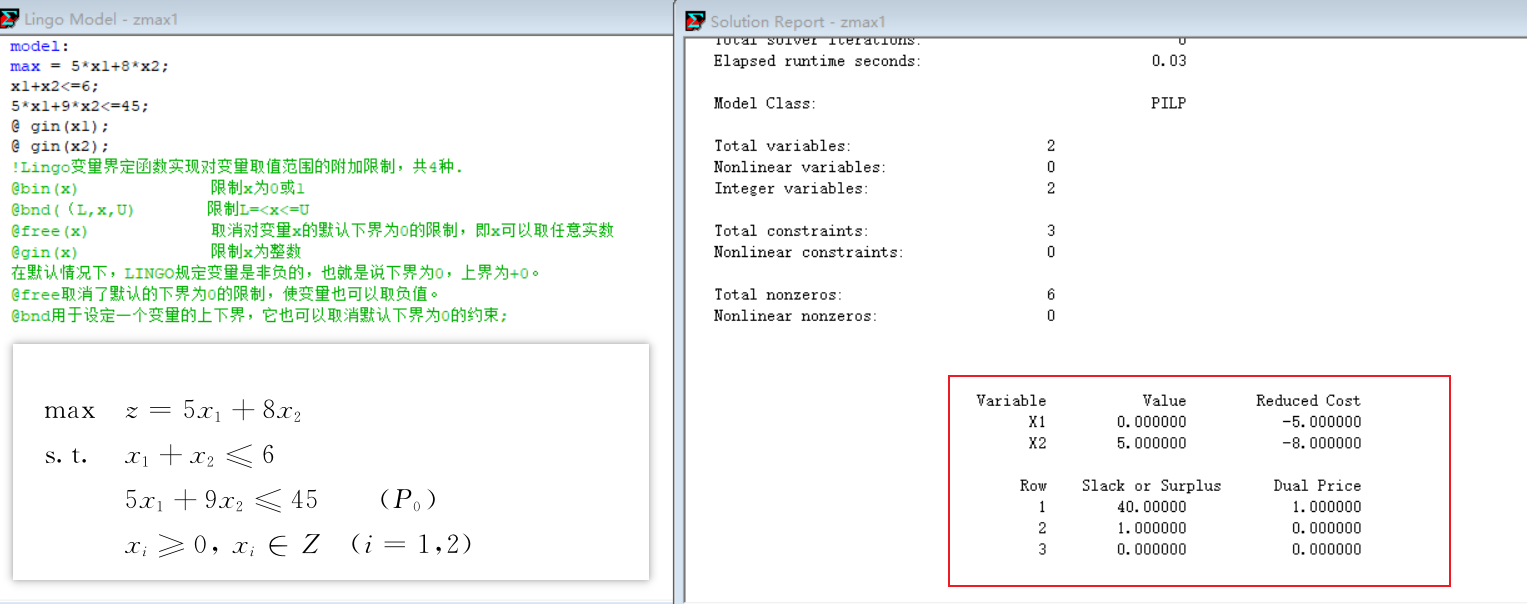 Lingo Model - zmax1
model:
max = 5*x1+8*x2;
x1+x2<=6;
5*x1+9*x2<=45;
@ gin(x1);
@ gin(x2);
!Lingo变量界定函数实现对变量取值范围的附加限制，共4种.
@bin(x) 限制x为0或1
@bnd(（L,x,U) 限制L=<x<=U
@free(x) 取消对变量x的默认下界为0的限制，即x可以取任意实数
@gin(x) 限制x为整数
在默认情况下，LINGO规定变量是非负的，也就是说下界为0，上界为+0。
@free取消了默认的下界为0的限制，使变量也可以取负值。
@bnd用于设定一个变量的上下界，它也可以取消默认下界为0的约束;
max z = 5x₁ + 8x₂
s. t. x₁ + x₂ ⩽ 6
5x₁ + 9x₂ ⩽ 45 (P₀)
xᵢ ⩾ 0, xᵢ ∈ Z (i = 1,2)
Solution Report - zmax1
Total solver iterations: 0
Elapsed runtime seconds: 0.03
Model Class: PILP
Total variables: 2
Nonlinear variables: 0
Integer variables: 2
Total constraints: 3
Nonlinear constraints: 0
Total nonzeros: 6
Nonlinear nonzeros: 0
Variable Value Reduced Cost
X1 0.000000 -5.000000
X2 5.000000 -8.000000
Row Slack or Surplus Dual Price
1 40.00000 1.000000
2 1.000000 0.000000
3 0.000000 0.000000